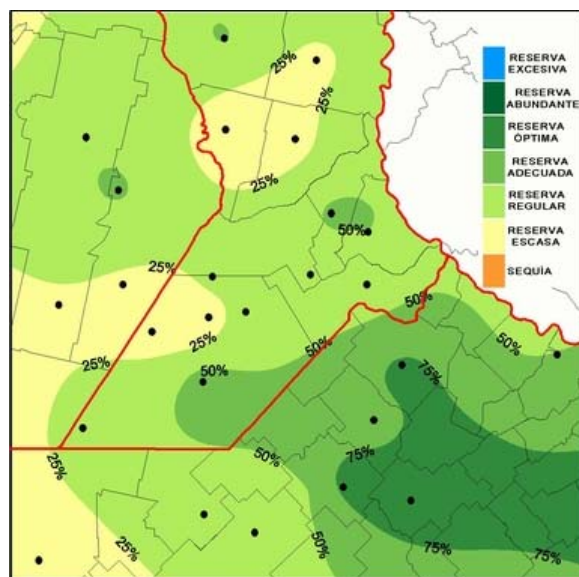 25%
RESERVA
EXCESIVA
RESERVA
ABUNDANTE
25%
RESERVA
ÓPTIMA
RESERVA
ADECUADA
25%
RESERVA
REGULAR
50%
RESERVA
ESCASA
25%
SEQUÍA
50%
50%
25%
50%
25%
50%
75%
25%
50%
75%
25%
50%
75%
75%